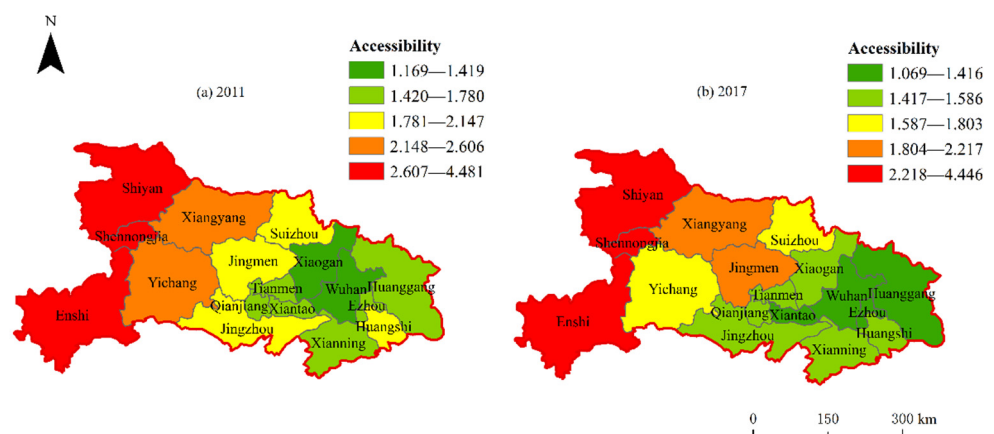 N
(a) 2011
Accessibility
1.169—1.419
1.420—1.780
1.781—2.147
2.148—2.606
2.607—4.481
Shiyan
Xiangyang
Shennongjia
Suizhou
Jingmen
Xiaogan
Yichang
Tianmen
Wuhan
Huanggang
Qianjiang
Xiantao
Ezhou
Enshi
Jingzhou
Huangshi
Xianning
(b) 2017
Accessibility
1.069—1.416
1.417—1.586
1.587—1.803
1.804—2.217
2.218—4.446
Shiyan
Xiangyang
Shennongjia
Suizhou
Jingmen
Xiaogan
Yichang
Tianmen
Wuhan
Huanggang
Qianjiang
Xiantao
Ezhou
Enshi
Jingzhou
Huangshi
Xianning
0 150 300 km